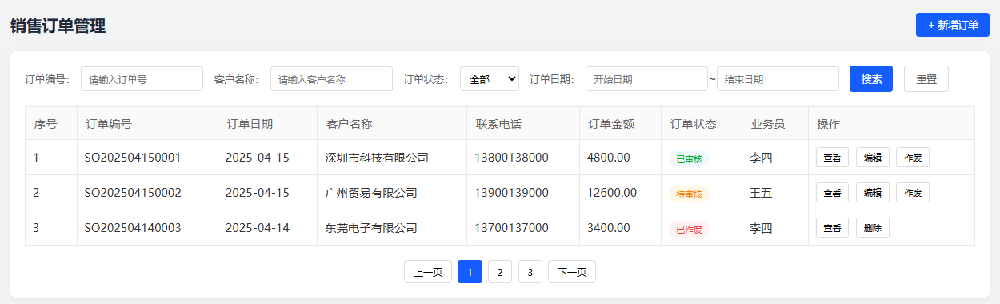 销售订单管理 + 新增订单
订单编号： 请输入订单号 客户名称： 请输入客户名称 订单状态： 全部 订单日期： 开始日期 ~ 结束日期 搜索 重置
序号 订单编号 订单日期 客户名称 联系电话 订单金额 订单状态 业务员 操作
1 SO202504150001 2025-04-15 深圳市科技有限公司 13800138000 4800.00 已审核 李四 查看 编辑 作废
2 SO202504150002 2025-04-15 广州贸易有限公司 13900139000 12600.00 待审核 王五 查看 编辑 作废
3 SO202504140003 2025-04-14 东莞电子有限公司 13700137000 3400.00 已作废 李四 查看 删除
上一页 1 2 3 下一页